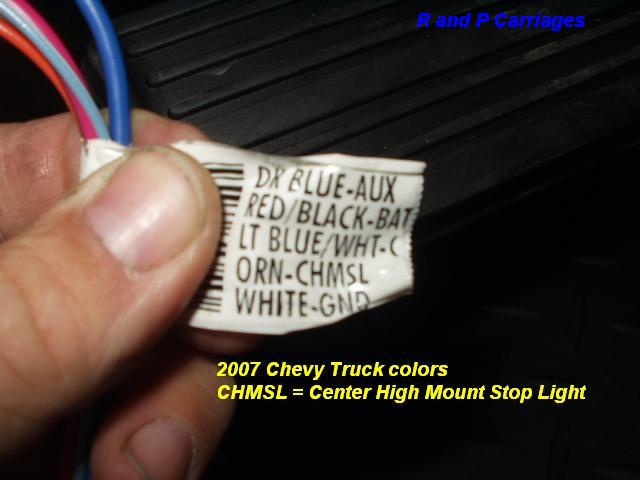 R and P Carriages
DK BLUE-AUX
RED/BLACK-BAT
LT BLUE/WHT-C
ORN-CHMSL
WHITE-GND
2007 Chevy Truck colors
CHMSL = Center High Mount Stop Light